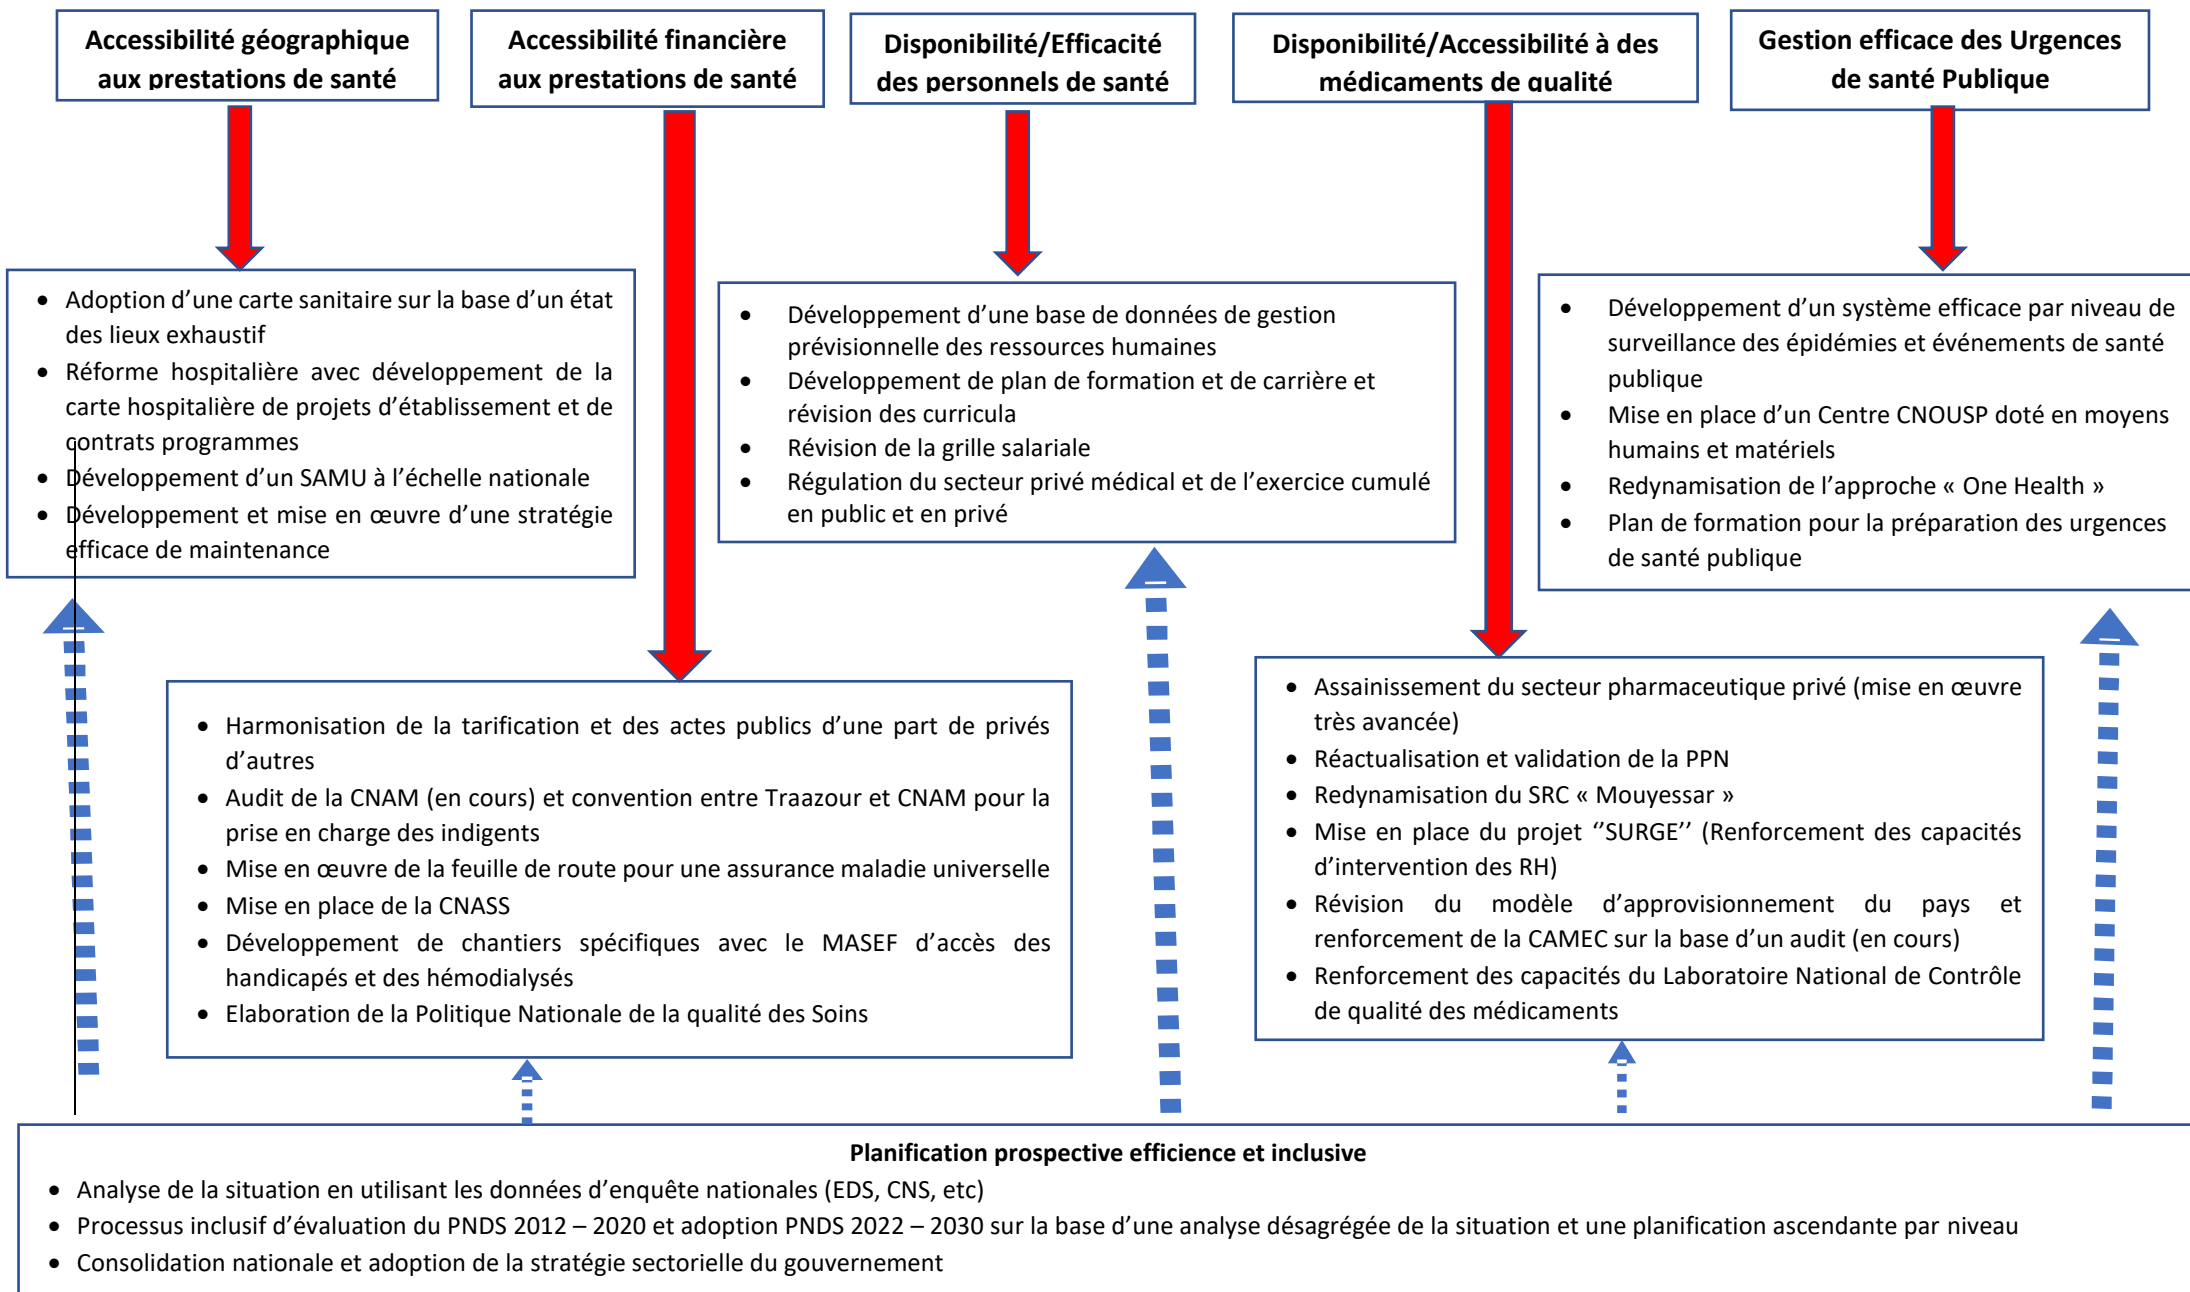 Accessibilité géographique
aux prestations de santé
Accessibilité financière
aux prestations de santé
Disponibilité/Efficacité
des personnels de santé
Disponibilité/Accessibilité à des
médicaments de qualité
Gestion efficace des Urgences
de santé Publique
• Adoption d’une carte sanitaire sur la base d’un état
des lieux exhaustif
• Réforme hospitalière avec développement de la
carte hospitalière de projets d’établissement et de
contrats programmes
• Développement d’un SAMU à l’échelle nationale
• Développement et mise en œuvre d’une stratégie
efficace de maintenance
• Développement d’une base de données de gestion
prévisionnelle des ressources humaines
• Développement de plan de formation et de carrière et
révision des curricula
• Révision de la grille salariale
• Régulation du secteur privé médical et de l’exercice cumulé
en public et en privé
• Développement d’un système efficace par niveau de
surveillance des épidémies et événements de santé
publique
• Mise en place d’un Centre CNOUSP doté en moyens
humains et matériels
• Redynamisation de l’approche « One Health »
• Plan de formation pour la préparation des urgences
de santé publique
• Harmonisation de la tarification et des actes publics d’une part de privés
d’autres
• Audit de la CNAM (en cours) et convention entre Traazour et CNAM pour la
prise en charge des indigents
• Mise en œuvre de la feuille de route pour une assurance maladie universelle
• Mise en place de la CNASS
• Développement de chantiers spécifiques avec le MASEF d’accès des
handicapés et des hémodialysés
• Elaboration de la Politique Nationale de la qualité des Soins
• Assainissement du secteur pharmaceutique privé (mise en œuvre
très avancée)
• Réactualisation et validation de la PPN
• Redynamisation du SRC « Mouyessar »
• Mise en place du projet ‘’SURGE’’ (Renforcement des capacités
d’intervention des RH)
• Révision du modèle d’approvisionnement du pays et
renforcement de la CAMEC sur la base d’un audit (en cours)
• Renforcement des capacités du Laboratoire National de Contrôle
de qualité des médicaments
Planification prospective efficience et inclusive
• Analyse de la situation en utilisant les données d’enquête nationales (EDS, CNS, etc)
• Processus inclusif d’évaluation du PNDS 2012 – 2020 et adoption PNDS 2022 – 2030 sur la base d’une analyse désagrégée de la situation et une planification ascendante par niveau
• Consolidation nationale et adoption de la stratégie sectorielle du gouvernement